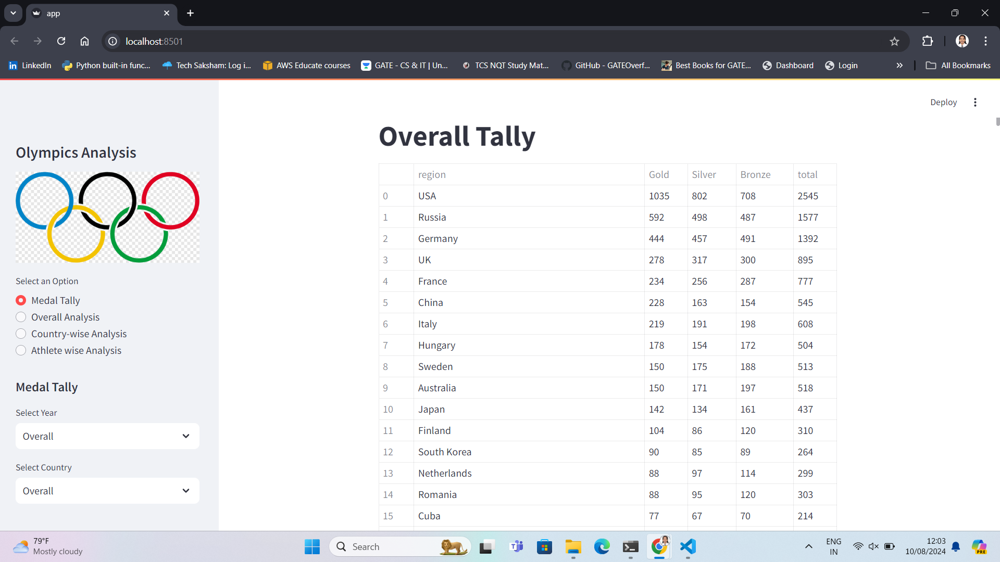 app
localhost:8501
LinkedIn Python built-in func... Tech Saksham: Log i... AWS Educate courses GATE - CS & IT | Un... TCS NQT Study Mat... GitHub - GATEOverf... Best Books for GATE... Dashboard Login All Bookmarks
Deploy
Olympics Analysis
Select an Option
Medal Tally
Overall Analysis
Country-wise Analysis
Athlete wise Analysis
Medal Tally
Select Year
Overall
Select Country
Overall
Overall Tally
region Gold Silver Bronze total
0 USA 1035 802 708 2545
1 Russia 592 498 487 1577
2 Germany 444 457 491 1392
3 UK 278 317 300 895
4 France 234 256 287 777
5 China 228 163 154 545
6 Italy 219 191 198 608
7 Hungary 178 154 172 504
8 Sweden 150 175 188 513
9 Australia 150 171 197 518
10 Japan 142 134 161 437
11 Finland 104 86 120 310
12 South Korea 90 85 89 264
13 Netherlands 88 97 114 299
14 Romania 88 95 120 303
15 Cuba 77 67 70 214
79°F
Mostly cloudy
Search
ENG
IN
12:03
10/08/2024
PRE